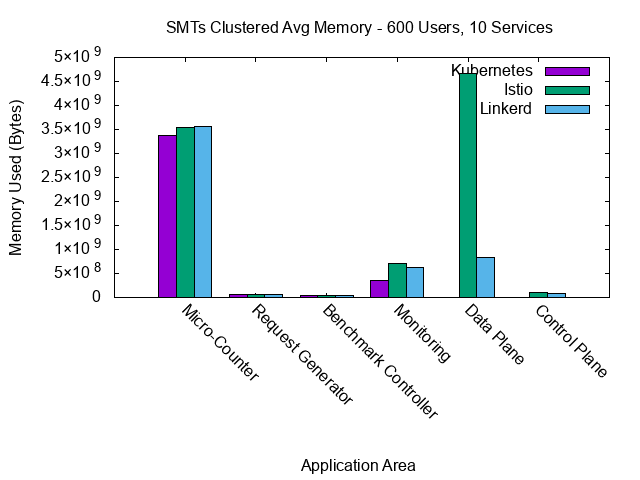 SMTs Clustered Avg Memory - 600 Users, 10 Services
Memory Used (Bytes)
5×10⁹
4.5×10⁹
4×10⁹
3.5×10⁹
3×10⁹
2.5×10⁹
2×10⁹
1.5×10⁹
1×10⁹
5×10⁸
0
Kubernetes
Istio
Linkerd
Micro-Counter
Request Generator
Benchmark Controller
Monitoring
Data Plane
Control Plane
Application Area